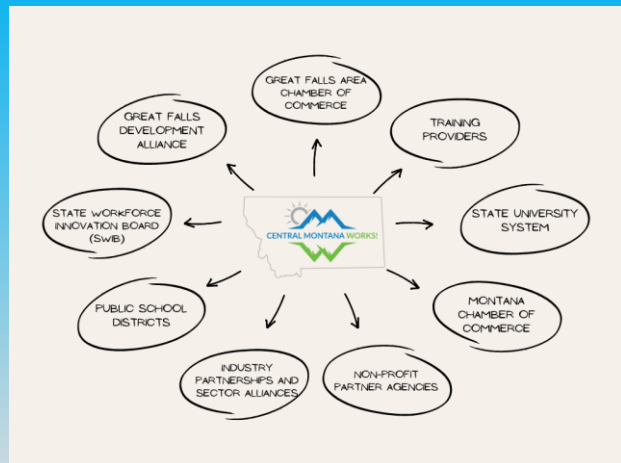 GREAT FALLS AREA
CHAMBER OF
COMMERCE
GREAT FALLS
DEVELOPMENT
ALLIANCE
TRAINING
PROVIDERS
STATE WORKFORCE
INNOVATION BOARD
(SWIB)
CENTRAL MONTANA WORKS!
STATE UNIVERSITY
SYSTEM
PUBLIC SCHOOL
DISTRICTS
MONTANA
CHAMBER OF
COMMERCE
INDUSTRY
PARTNERSHIPS AND
SECTOR ALLIANCES
NON-PROFIT
PARTNER AGENCIES